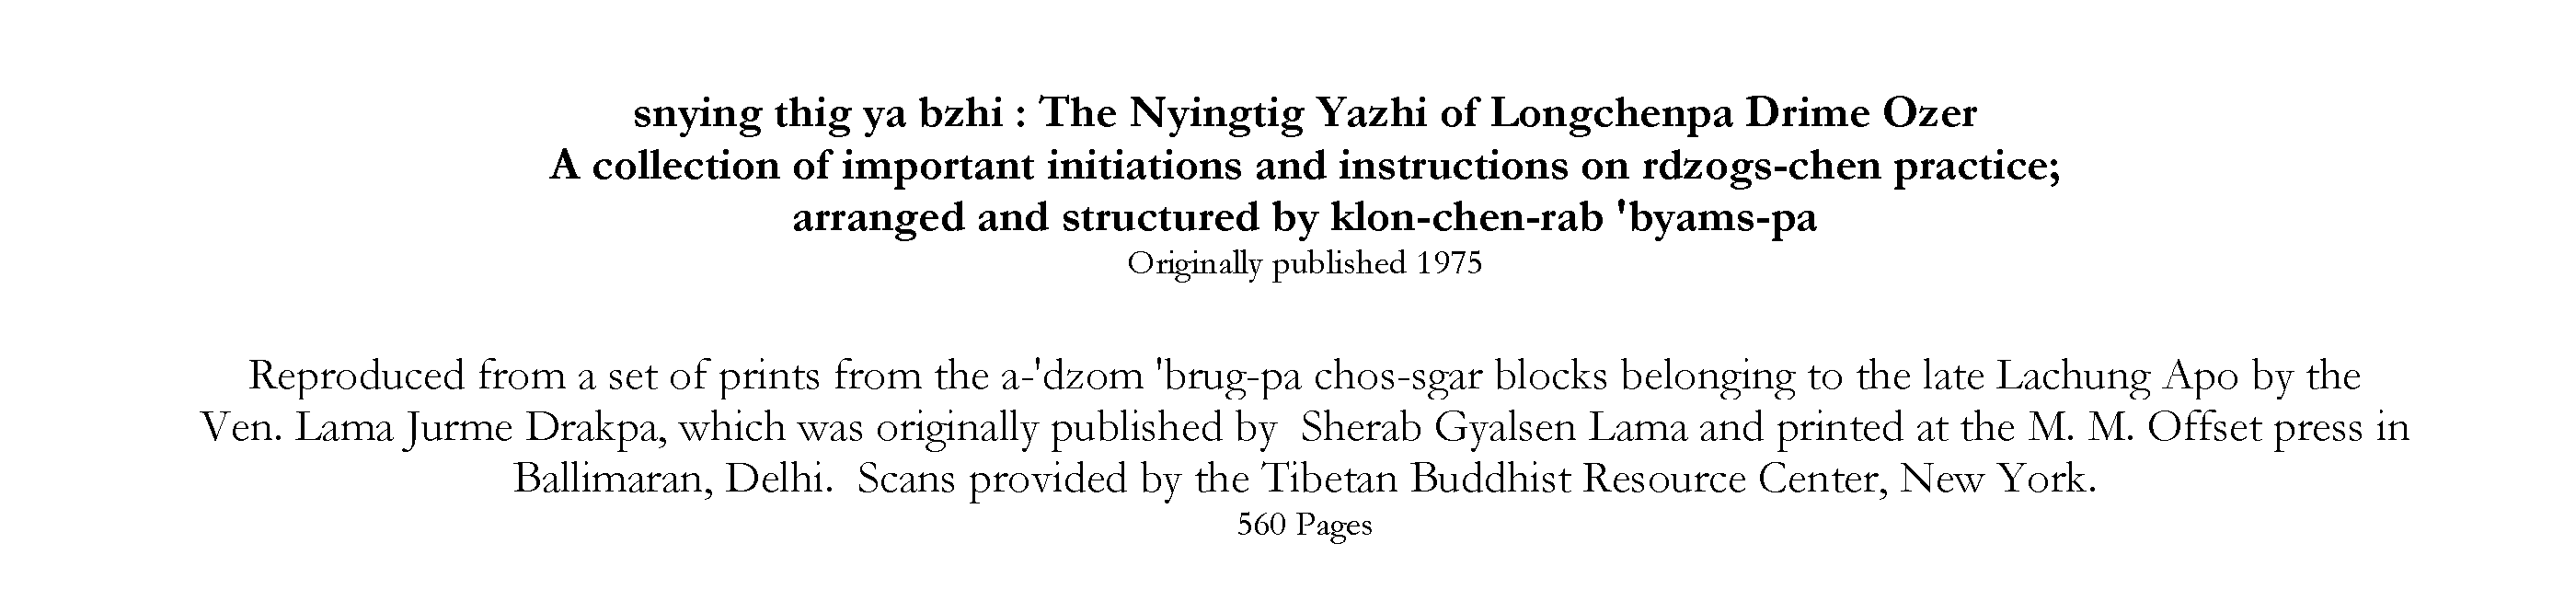 snying thig ya bzhi : The Nyingtig Yazhi of Longchenpa Drime Ozer
A collection of important initiations and instructions on rdzogs-chen practice;
arranged and structured by klon-chen-rab 'byams-pa
Originally published 1975
Reproduced from a set of prints from the a-'dzom 'brug-pa chos-sgar blocks belonging to the late Lachung Apo by the
Ven. Lama Jurme Drakpa, which was originally published by  Sherab Gyalsen Lama and printed at the M. M. Offset press in
Ballimaran, Delhi.  Scans provided by the Tibetan Buddhist Resource Center, New York.
560 Pages